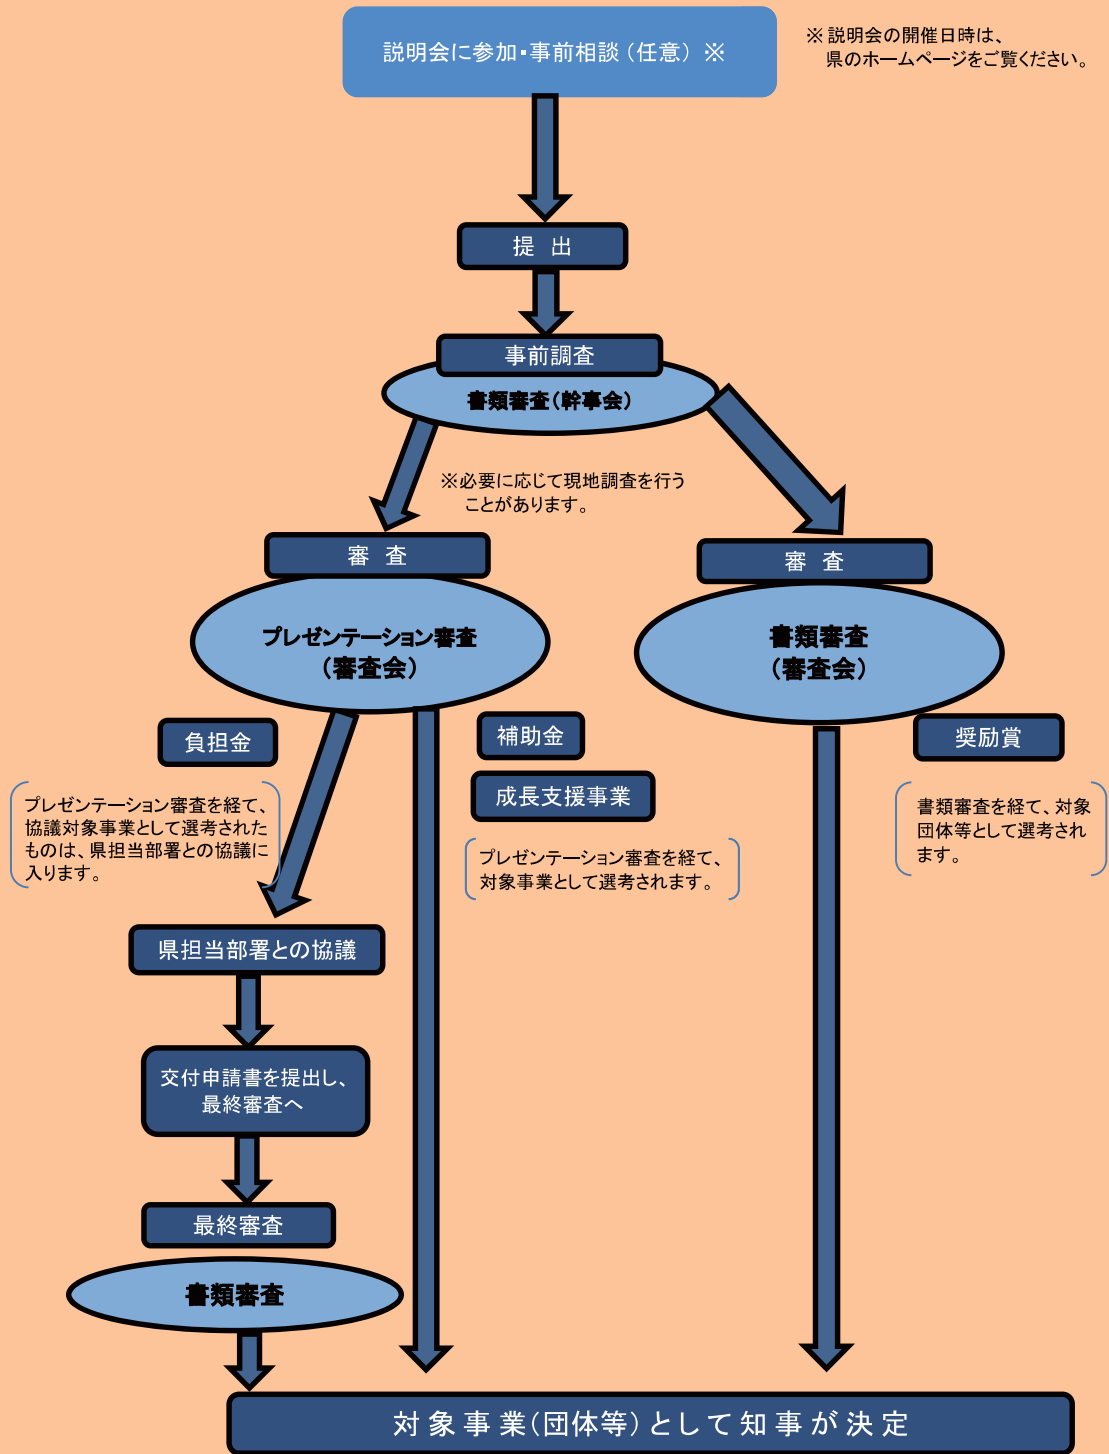 説明会に参加・事前相談（任意）※
※説明会の開催日時は、
県のホームページをご覧ください。
提 出
事前調査
書類審査（幹事会）
※必要に応じて現地調査を行う
ことがあります。
審 査
プレゼンテーション審査
（審査会）
審 査
書類審査
（審査会）
負担金
プレゼンテーション審査を経て、
協議対象事業として選考された
ものは、県担当部署との協議に
入ります。
補助金
成長支援事業
プレゼンテーション審査を経て、
対象事業として選考されます。
奨励賞
書類審査を経て、対象
団体等として選考され
ます。
県担当部署との協議
交付申請書を提出し、
最終審査へ
最終審査
書類審査
対象事業（団体等）として知事が決定